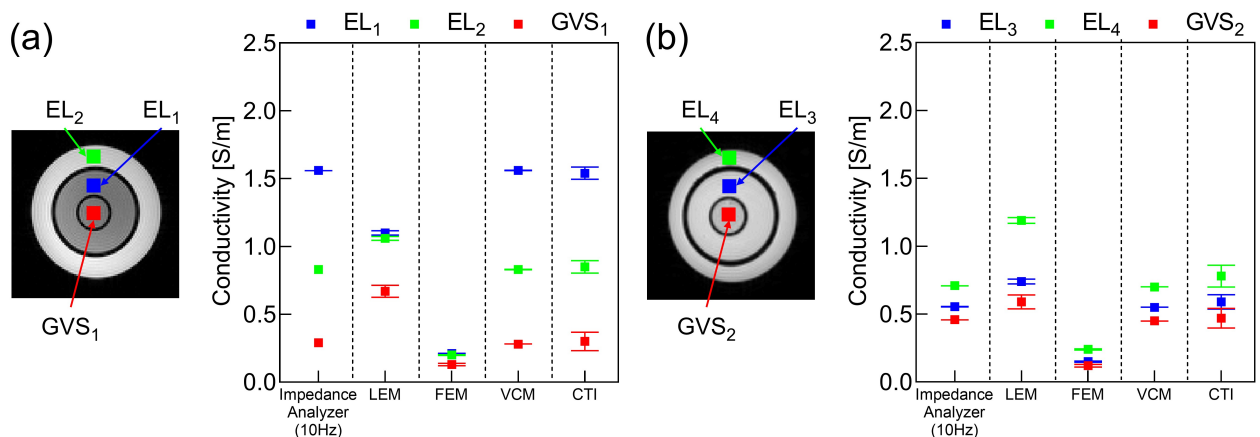 (a)
EL1 EL2 GVS1
EL2 EL1
GVS1
Conductivity [S/m]
2.5
2.0
1.5
1.0
0.5
0.0
Impedance
Analyzer
(10Hz)
LEM FEM VCM CTI
(b)
EL3 EL4 GVS2
EL4 EL3
GVS2
Conductivity [S/m]
2.5
2.0
1.5
1.0
0.5
0.0
Impedance
Analyzer
(10Hz)
LEM FEM VCM CTI